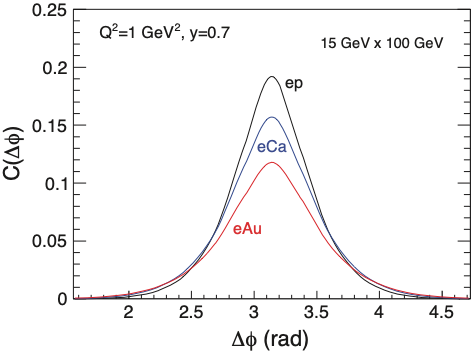 0.25
Q²=1 GeV², y=0.7
15 GeV x 100 GeV
0.2
ep
0.15
eCa
C(Δϕ)
0.1
eAu
0.05
0
2 2.5 3 3.5 4 4.5
Δϕ (rad)